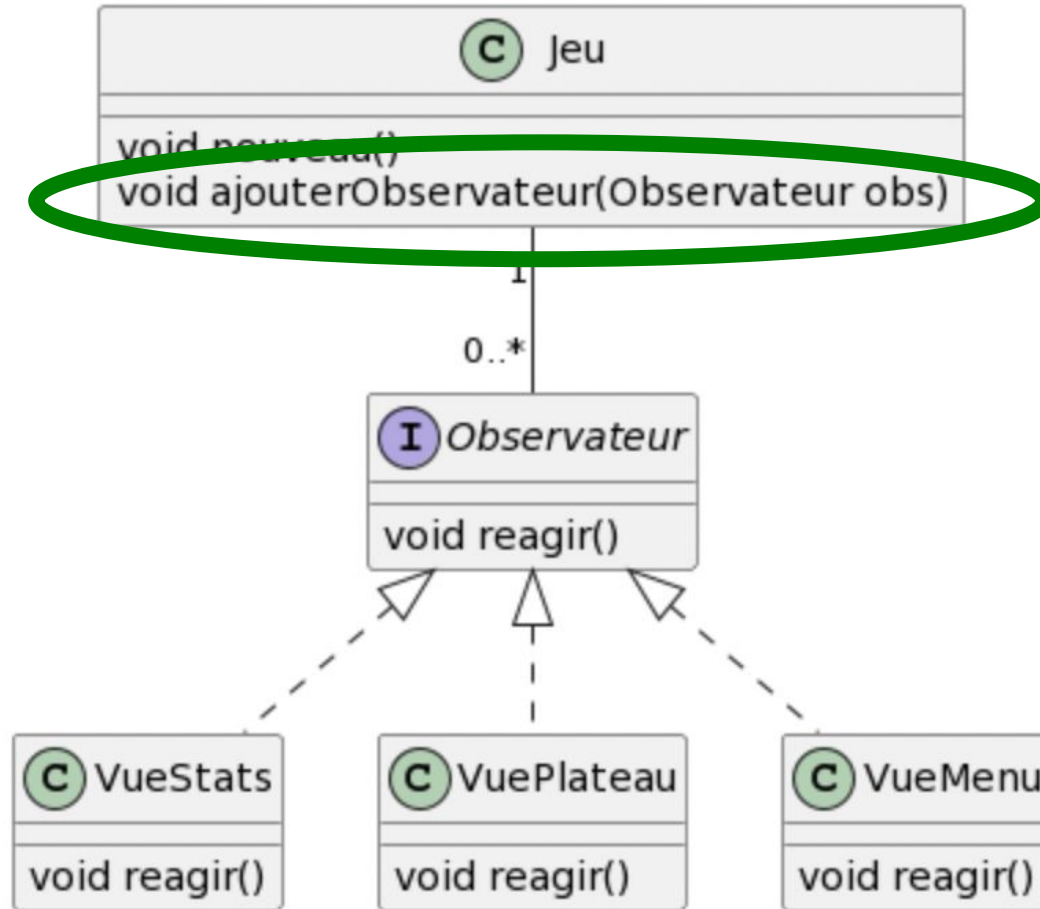 C Jeu
void nouveau()
void ajouterObservateur(Observateur obs)
1
0..*
I Observateur
void reagir()
C VueStats
C VuePlateau
C VueMenu
void reagir()
void reagir()
void reagir()